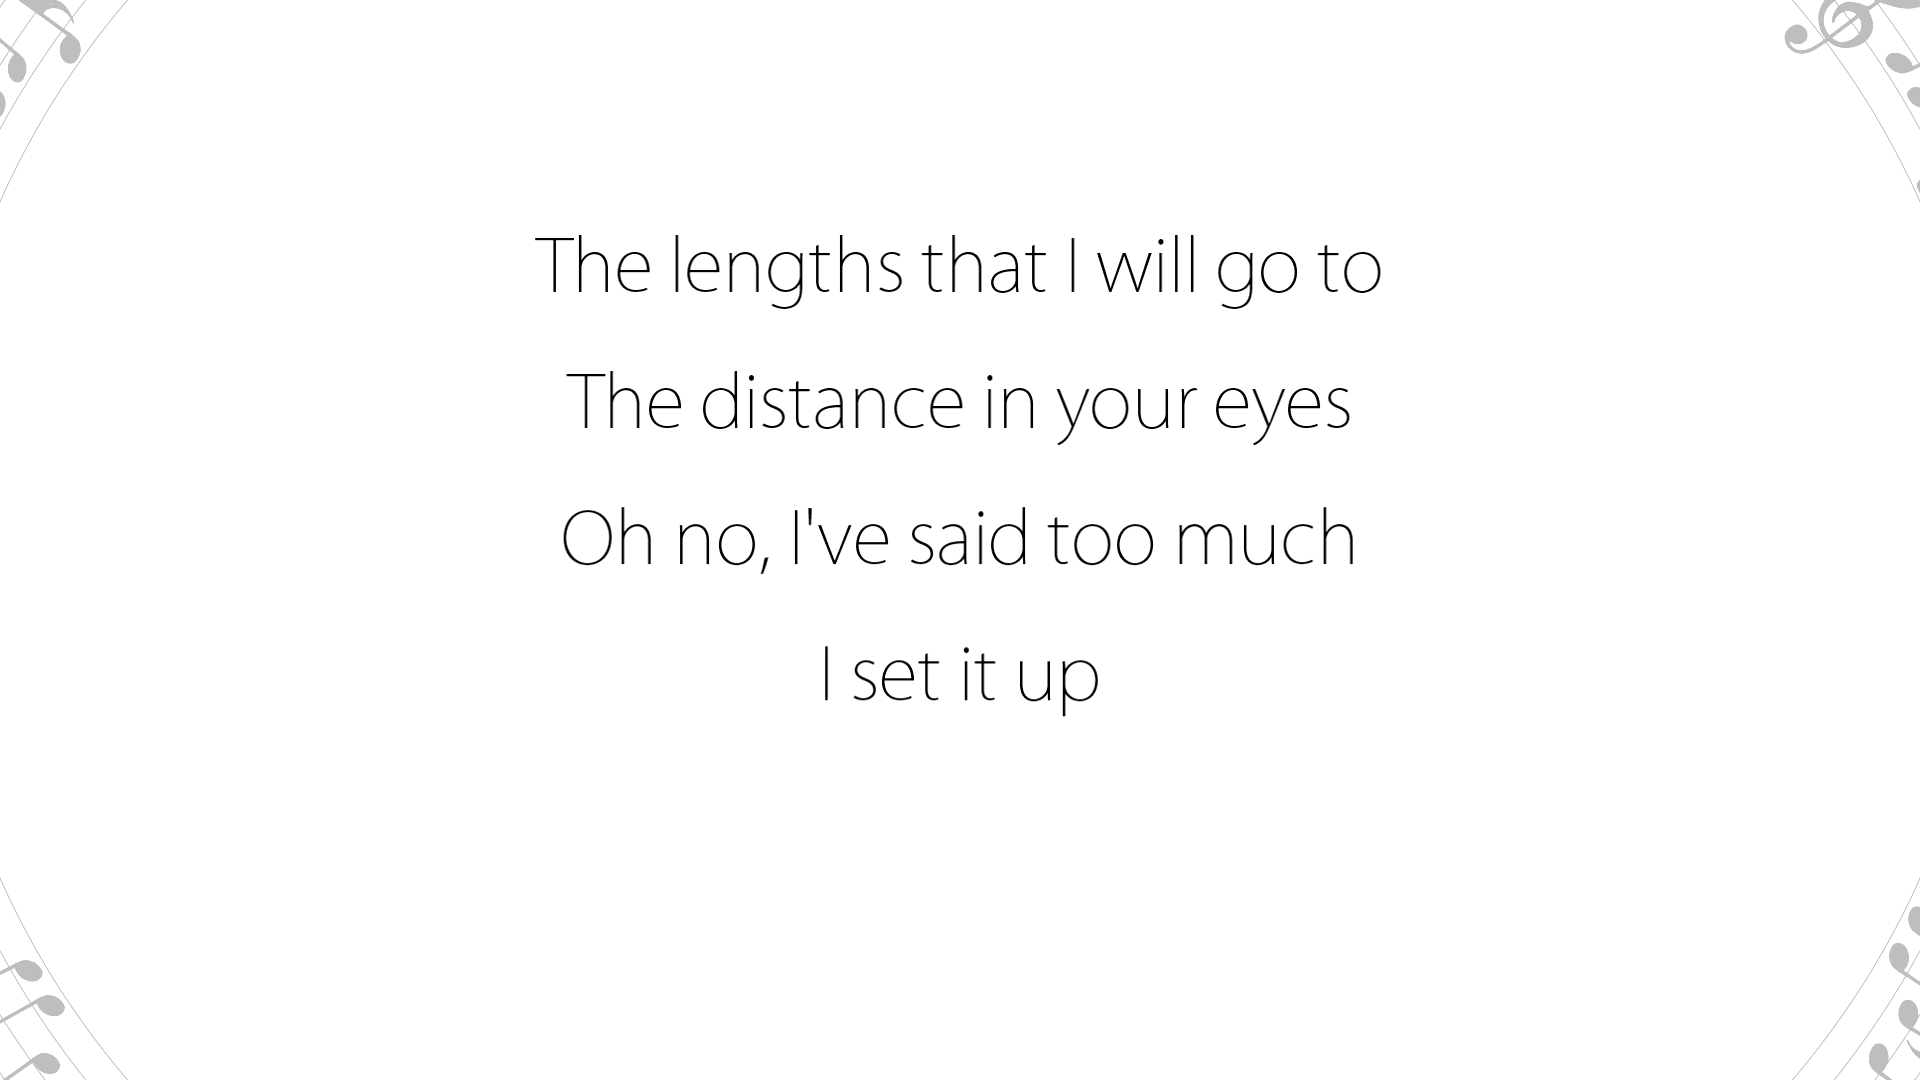 The lengths that I will go to
The distance in your eyes
Oh no, I've said too much
I set it up